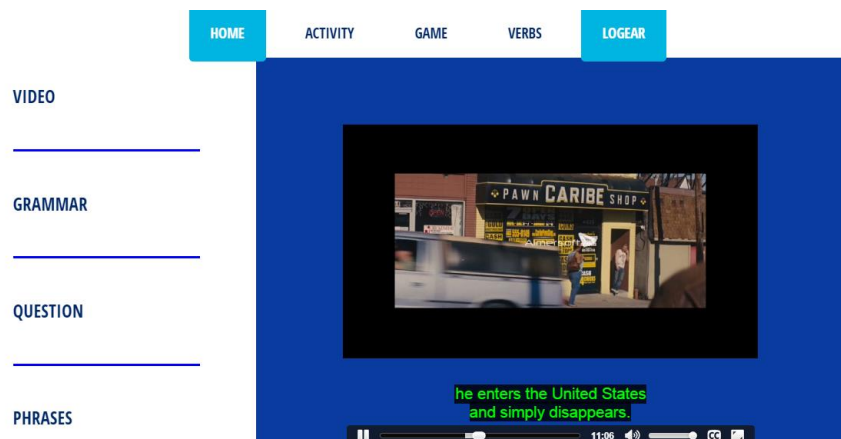 HOME ACTIVITY GAME VERBS LOGEAR
VIDEO
GRAMMAR
QUESTION
PHRASES
PAWN CARIBE SHOP
CASH
he enters the United States
and simply disappears.
11:06 CC